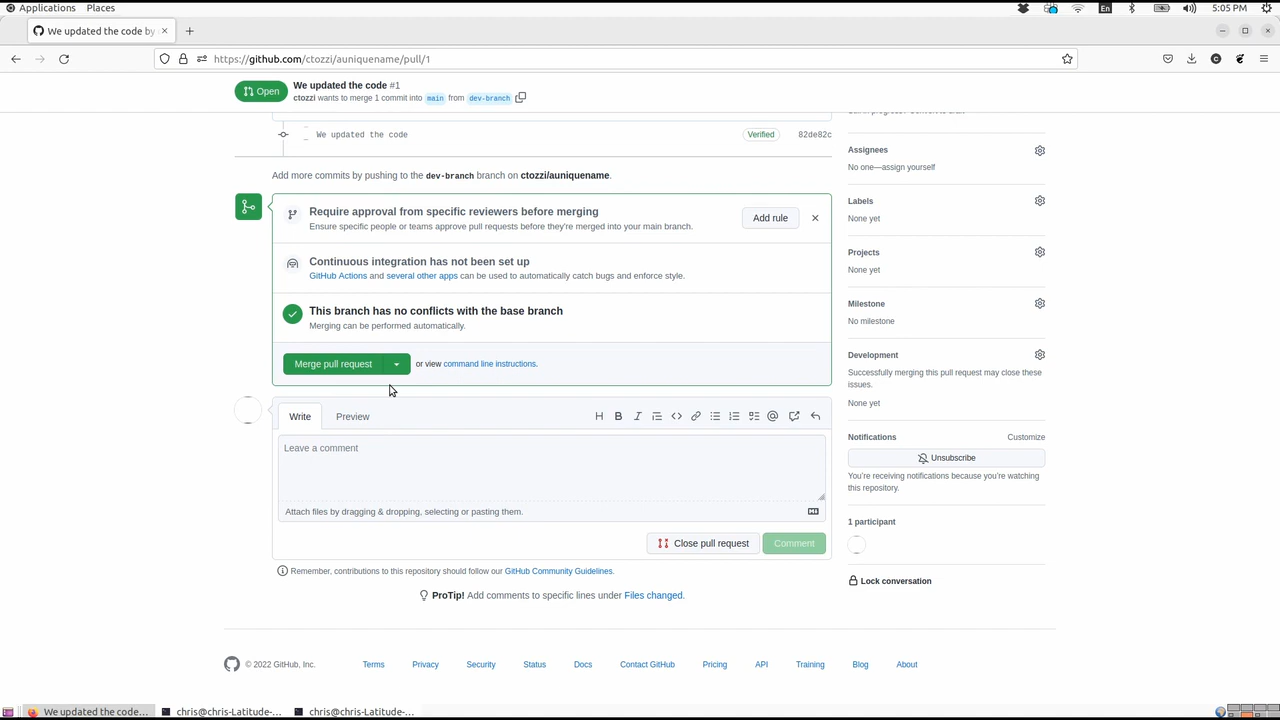 Applications Places
En 5:05 PM
We updated the code by
https://github.com/ctozzi/auniquename/pull/1
Open
We updated the code #1
ctozzi wants to merge 1 commit into main from dev-branch
We updated the code Verified 82de82c
Add more commits by pushing to the dev-branch branch on ctozzi/auniquename.
Require approval from specific reviewers before merging
Ensure specific people or teams approve pull requests before they're merged into your main branch.
Add rule
Continuous integration has not been set up
GitHub Actions and several other apps can be used to automatically catch bugs and enforce style.
This branch has no conflicts with the base branch
Merging can be performed automatically.
Merge pull request or view command line instructions.
Write Preview
Leave a comment
Attach files by dragging & dropping, selecting or pasting them.
Close pull request Comment
Remember, contributions to this repository should follow our GitHub Community Guidelines.
ProTip! Add comments to specific lines under Files changed.
Assignees
No one—assign yourself
Labels
None yet
Projects
None yet
Milestone
No milestone
Development
Successfully merging this pull request may close these
issues.
None yet
Notifications Customize
Unsubscribe
You're receiving notifications because you're watching
this repository.
1 participant
Lock conversation
© 2022 GitHub, Inc. Terms Privacy Security Status Docs Contact GitHub Pricing API Training Blog About
We updated the code... chris@chris-Latitude-... chris@chris-Latitude-...